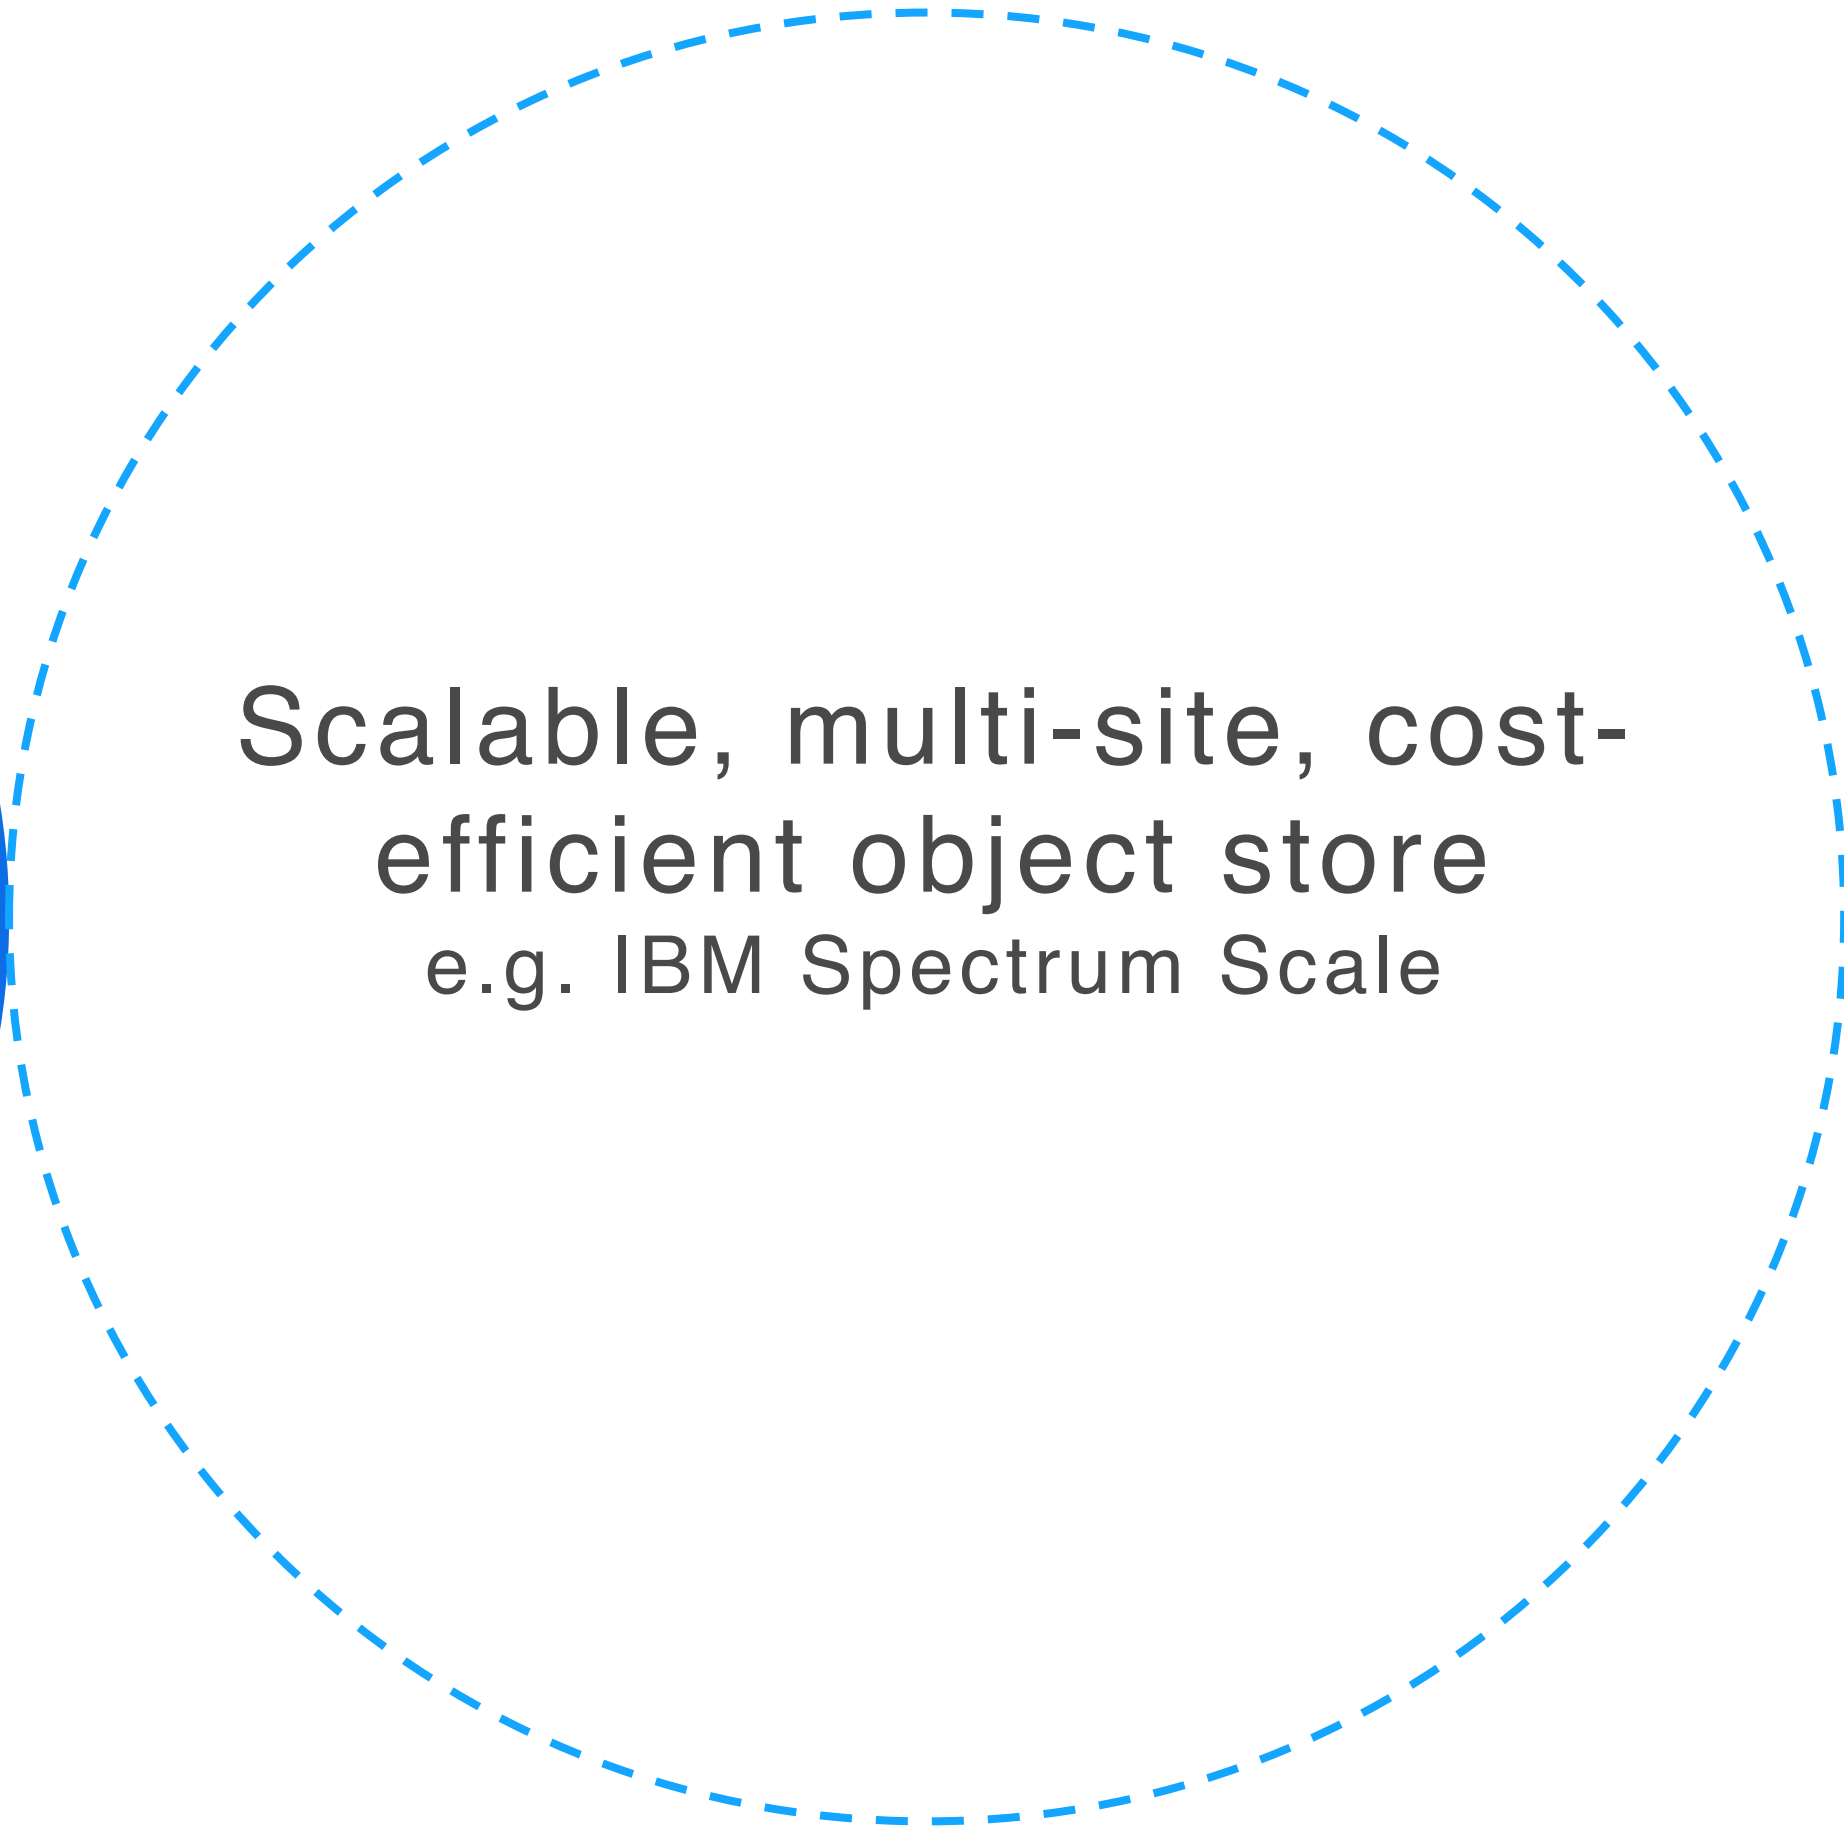 Scalable, multi-site, cost-
efficient object store
e.g. IBM Spectrum Scale